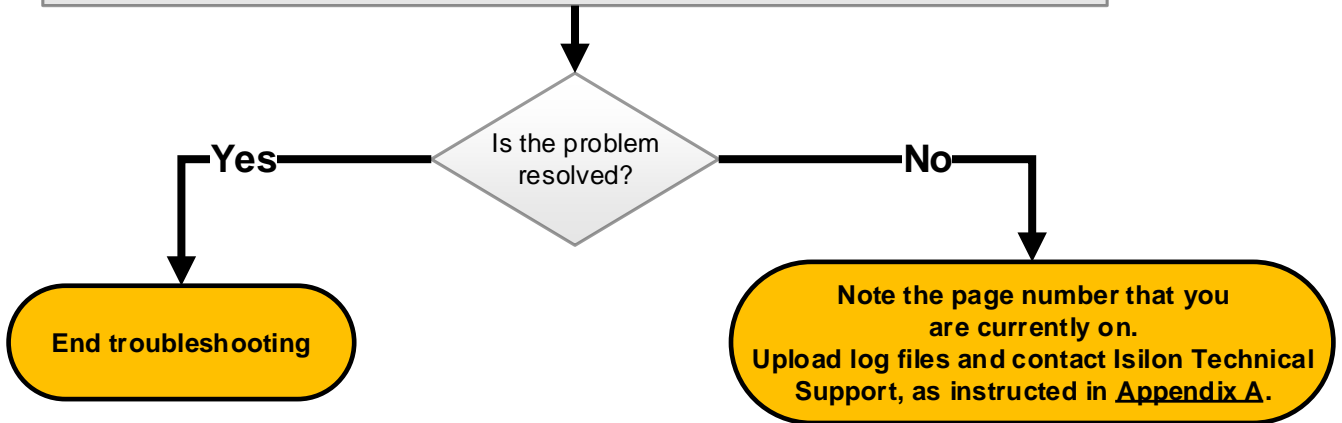 Is the problem
resolved?
Yes
No
End troubleshooting
Note the page number that you
are currently on.
Upload log files and contact Isilon Technical
Support, as instructed in Appendix A.